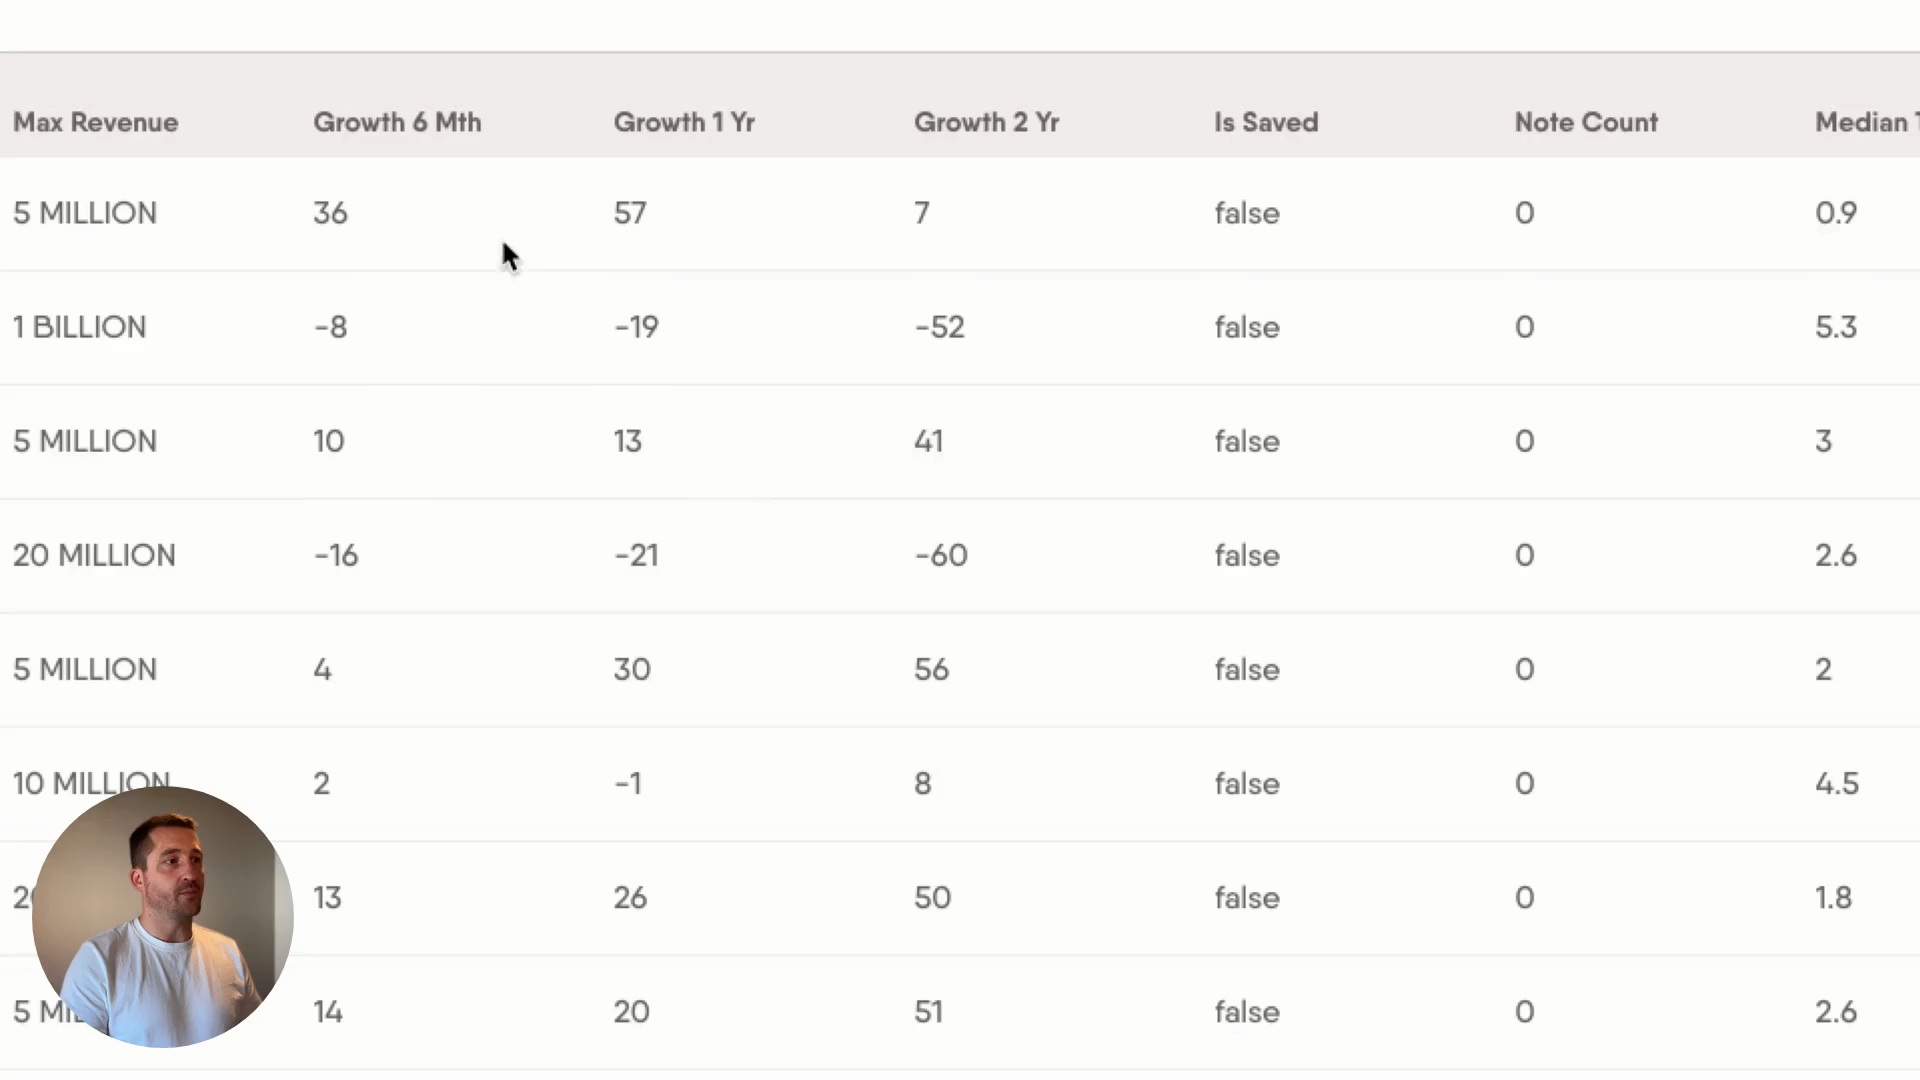 Max Revenue Growth 6 Mth Growth 1 Yr Growth 2 Yr Is Saved Note Count Median
5 MILLION 36 57 7 false 0 0.9
1 BILLION -8 -19 -52 false 0 5.3
5 MILLION 10 13 41 false 0 3
20 MILLION -16 -21 -60 false 0 2.6
5 MILLION 4 30 56 false 0 2
10 MILLION 2 -1 8 false 0 4.5
13 26 50 false 0 1.8
5 14 20 51 false 0 2.6